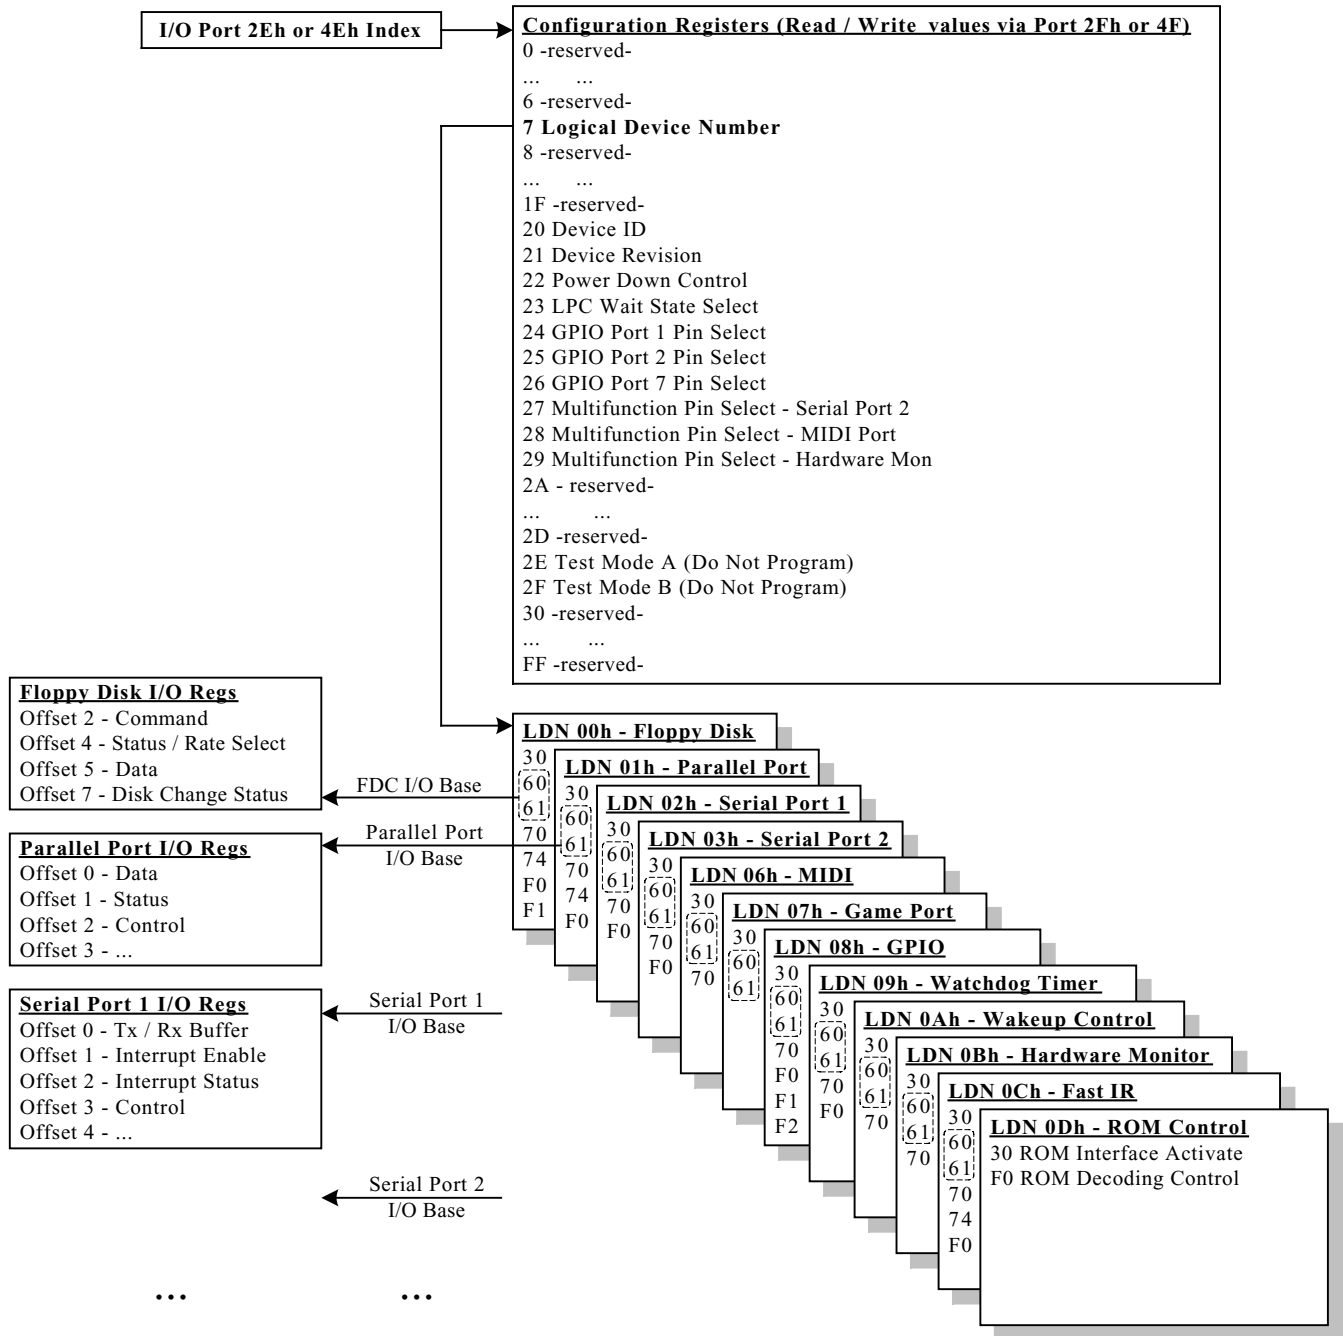 I/O Port 2Eh or 4Eh Index
Configuration Registers (Read / Write values via Port 2Fh or 4F)
0 -reserved-
... ...
6 -reserved-
7 Logical Device Number
8 -reserved-
... ...
1F -reserved-
20 Device ID
21 Device Revision
22 Power Down Control
23 LPC Wait State Select
24 GPIO Port 1 Pin Select
25 GPIO Port 2 Pin Select
26 GPIO Port 7 Pin Select
27 Multifunction Pin Select - Serial Port 2
28 Multifunction Pin Select - MIDI Port
29 Multifunction Pin Select - Hardware Mon
2A - reserved-
... ...
2D -reserved-
2E Test Mode A (Do Not Program)
2F Test Mode B (Do Not Program)
30 -reserved-
... ...
FF -reserved-
Floppy Disk I/O Regs
Offset 2 - Command
Offset 4 - Status / Rate Select
Offset 5 - Data
Offset 7 - Disk Change Status
FDC I/O Base
Parallel Port I/O Regs
Offset 0 - Data
Offset 1 - Status
Offset 2 - Control
Offset 3 - ...
Parallel Port
I/O Base
Serial Port 1 I/O Regs
Offset 0 - Tx / Rx Buffer
Offset 1 - Interrupt Enable
Offset 2 - Interrupt Status
Offset 3 - Control
Offset 4 - ...
Serial Port 1
I/O Base
Serial Port 2
I/O Base
... ...
LDN 00h - Floppy Disk
30
60
61
70
74
F0
F1
LDN 01h - Parallel Port
30
60
61
70
74
F0
LDN 02h - Serial Port 1
30
60
61
70
F0
LDN 03h - Serial Port 2
30
60
61
70
F0
LDN 06h - MIDI
30
60
61
70
LDN 07h - Game Port
30
60
61
LDN 08h - GPIO
30
60
61
70
F0
F1
F2
LDN 09h - Watchdog Timer
30
60
61
70
F0
LDN 0Ah - Wakeup Control
30
60
61
70
LDN 0Bh - Hardware Monitor
30
60
61
70
LDN 0Ch - Fast IR
30
60
61
70
74
F0
LDN 0Dh - ROM Control
30 ROM Interface Activate
F0 ROM Decoding Control